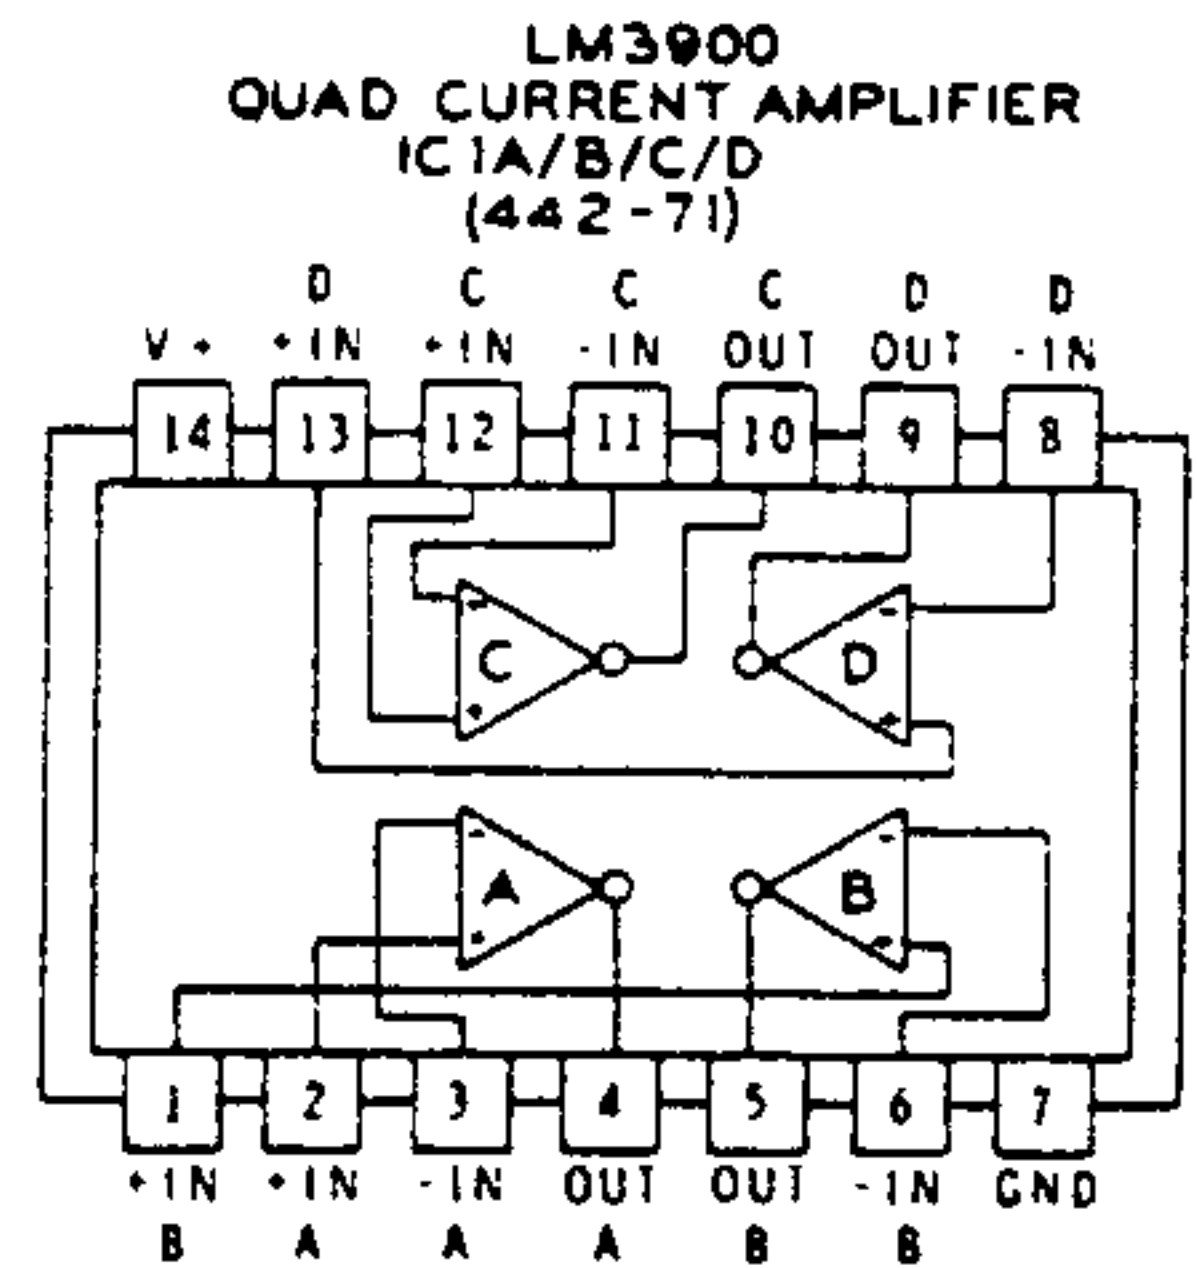 LM3900
QUAD CURRENT AMPLIFIER
IC1A/B/C/D
(442-71)
D C C C D D
V+ +IN +IN -IN OUT OUT -IN
14 13 12 11 10 9 8
- -
C D
+ +
- -
A B
+ -
1 2 3 4 5 6 7
+IN +IN -IN OUT OUT -IN GND
B A A A B B